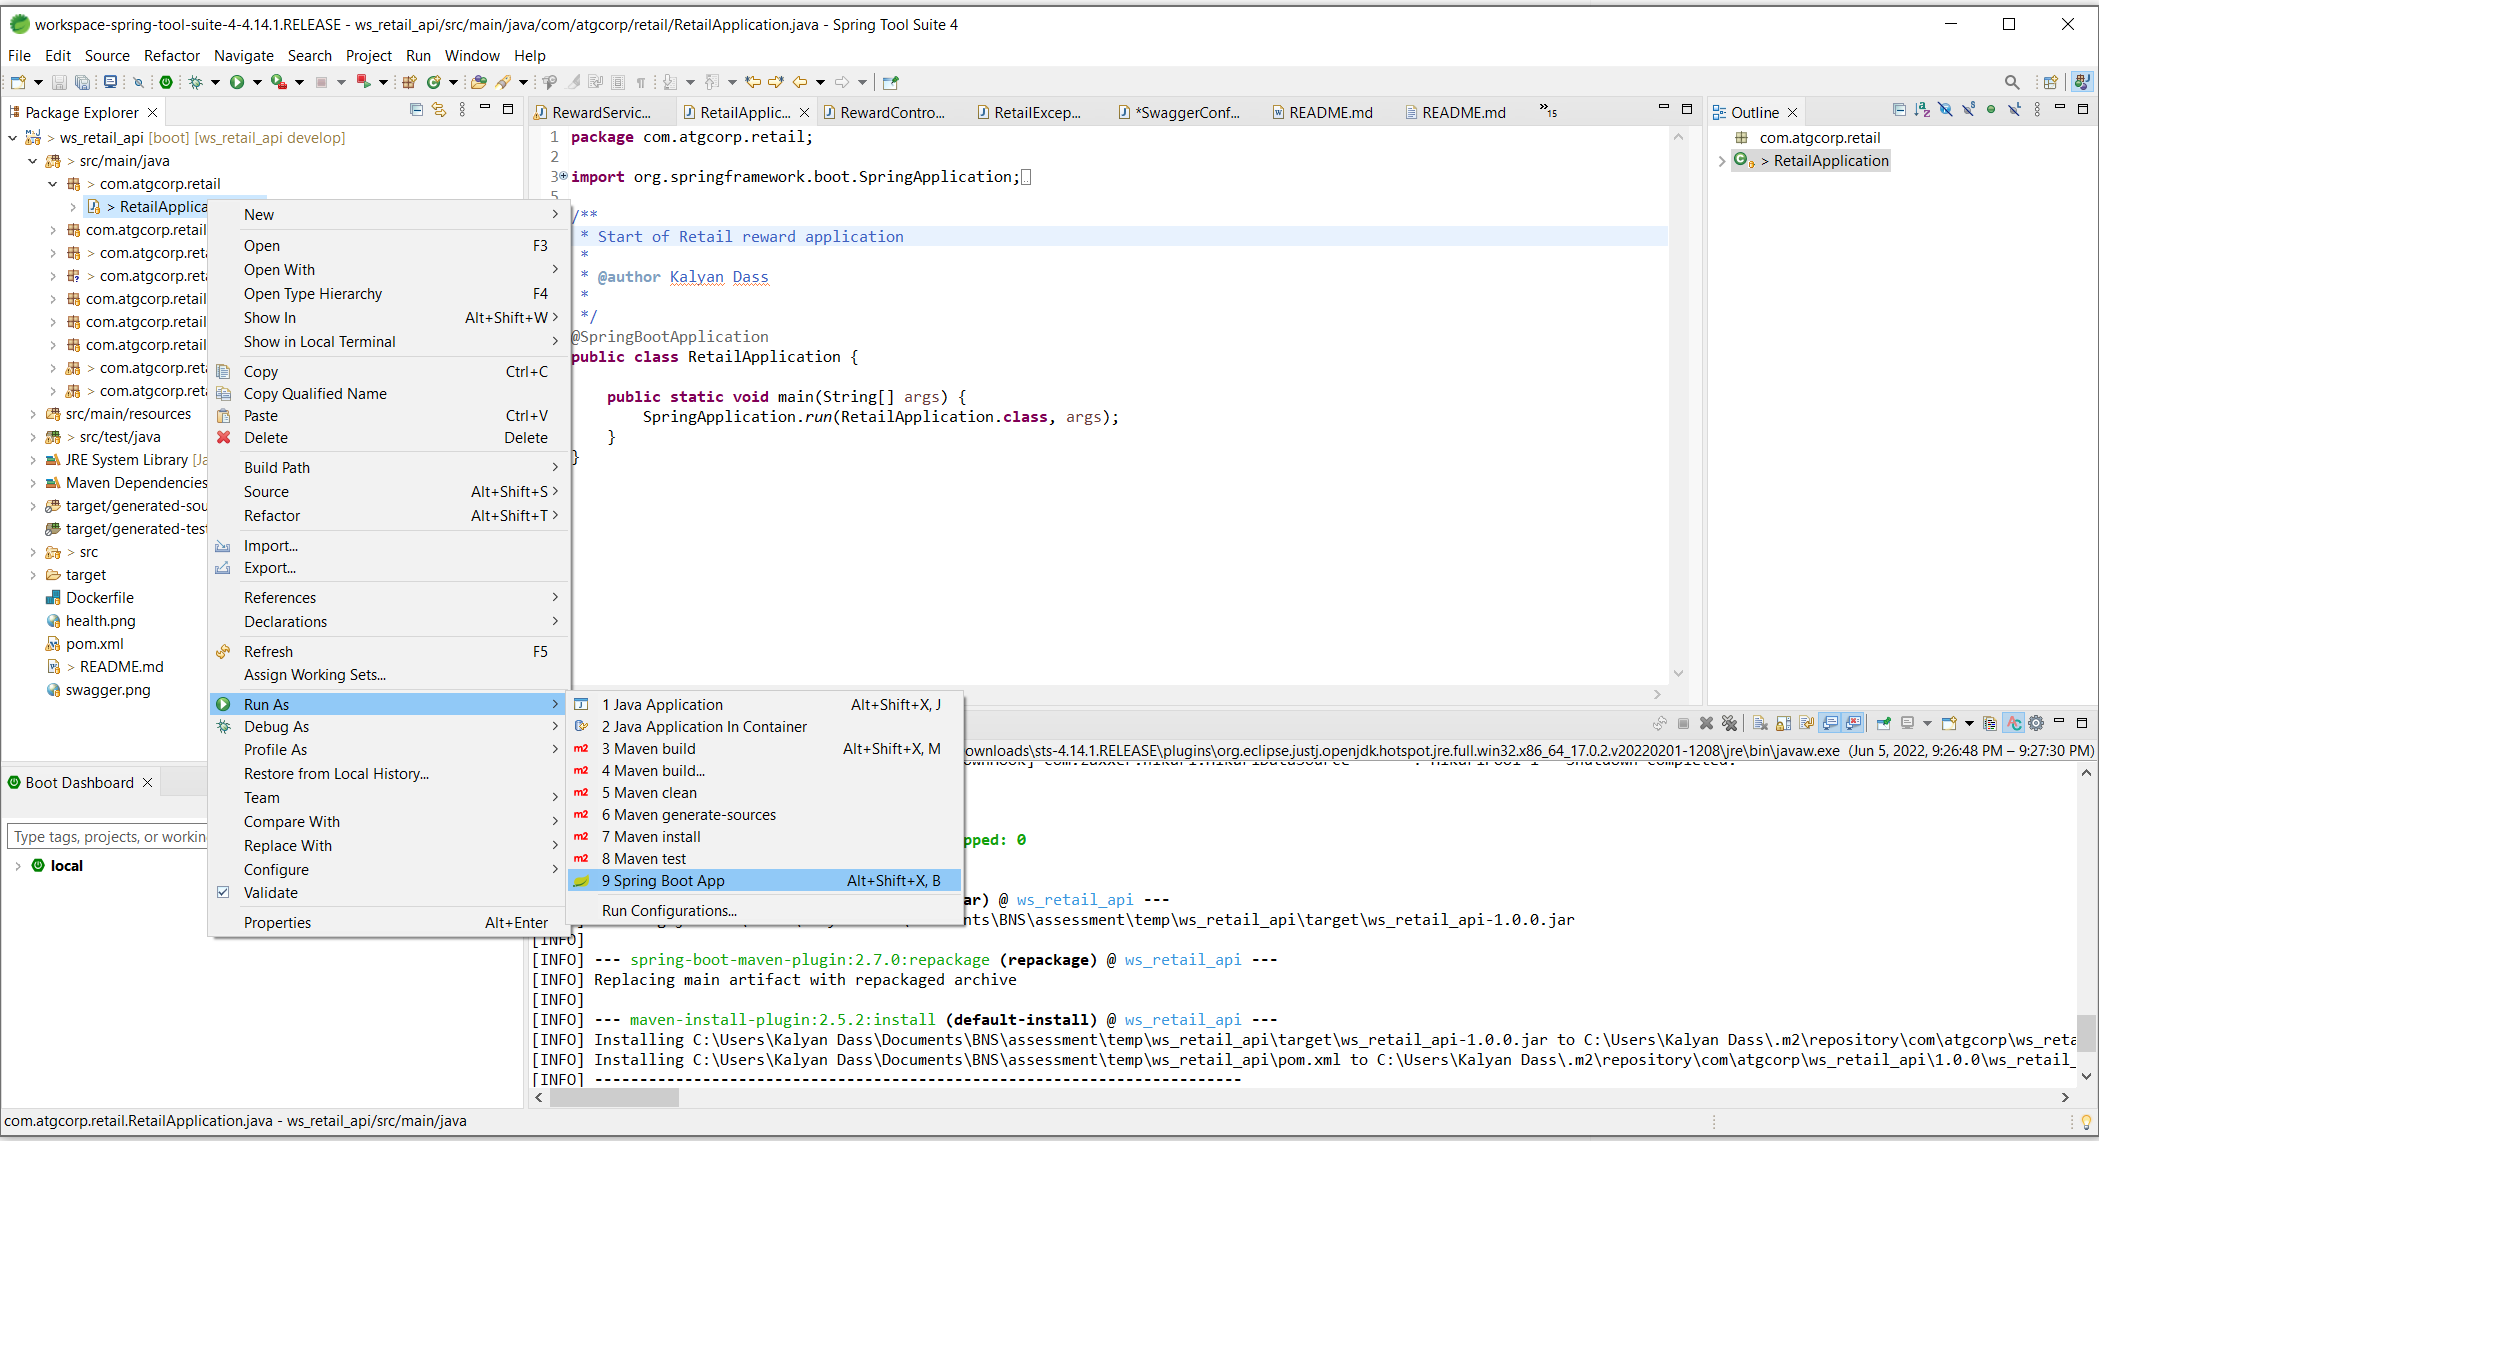 workspace-spring-tool-suite-4-4.14.1.RELEASE - ws_retail_api/src/main/java/com/atgcorp/retail/RetailApplication.java - Spring Tool Suite 4
File Edit Source Refactor Navigate Search Project Run Window Help
Package Explorer
> ws_retail_api [boot] [ws_retail_api develop]
> src/main/java
> com.atgcorp.retail
> RetailApplica
com.atgcorp.retail
> com.atgcorp.reta
> com.atgcorp.reta
com.atgcorp.retail
com.atgcorp.retail
com.atgcorp.retail
> com.atgcorp.reta
> com.atgcorp.reta
src/main/resources
> src/test/java
JRE System Library [Ja
Maven Dependencies
target/generated-sou
target/generated-test
> src
target
Dockerfile
health.png
pom.xml
> README.md
swagger.png
Boot Dashboard
Type tags, projects, or workin
local
New
Open F3
Open With
Open Type Hierarchy F4
Show In Alt+Shift+W
Show in Local Terminal
Copy Ctrl+C
Copy Qualified Name
Paste Ctrl+V
Delete Delete
Build Path
Source Alt+Shift+S
Refactor Alt+Shift+T
Import...
Export...
References
Declarations
Refresh F5
Assign Working Sets...
Run As
Debug As
Profile As
Restore from Local History...
Team
Compare With
Replace With
Configure
Validate
Properties Alt+Enter
1 Java Application Alt+Shift+X, J
2 Java Application In Container
3 Maven build Alt+Shift+X, M
4 Maven build...
5 Maven clean
6 Maven generate-sources
7 Maven install
8 Maven test
9 Spring Boot App Alt+Shift+X, B
Run Configurations...
RewardServic... RetailApplic... RewardContro... RetailExcep... *SwaggerConf... README.md README.md »15
1 package com.atgcorp.retail;
2
3 import org.springframework.boot.SpringApplication;
5
/**
* Start of Retail reward application
*
* @author Kalyan Dass
*
*/
@SpringBootApplication
public class RetailApplication {
public static void main(String[] args) {
SpringApplication.run(RetailApplication.class, args);
}
}
Outline
com.atgcorp.retail
> RetailApplication
ownloads\sts-4.14.1.RELEASE\plugins\org.eclipse.justj.openjdk.hotspot.jre.full.win32.x86_64_17.0.2.v20220201-1208\jre\bin\javaw.exe (Jun 5, 2022, 9:26:48 PM – 9:27:30 PM)
pped: 0
ar) @ ws_retail_api ---
nts\BNS\assessment\temp\ws_retail_api\target\ws_retail_api-1.0.0.jar
[INFO]
[INFO] --- spring-boot-maven-plugin:2.7.0:repackage (repackage) @ ws_retail_api ---
[INFO] Replacing main artifact with repackaged archive
[INFO]
[INFO] --- maven-install-plugin:2.5.2:install (default-install) @ ws_retail_api ---
[INFO] Installing C:\Users\Kalyan Dass\Documents\BNS\assessment\temp\ws_retail_api\target\ws_retail_api-1.0.0.jar to C:\Users\Kalyan Dass\.m2\repository\com\atgcorp\ws_reta
[INFO] Installing C:\Users\Kalyan Dass\Documents\BNS\assessment\temp\ws_retail_api\pom.xml to C:\Users\Kalyan Dass\.m2\repository\com\atgcorp\ws_retail_api\1.0.0\ws_retail_
[INFO] ------------------------------------------------------------------------
com.atgcorp.retail.RetailApplication.java - ws_retail_api/src/main/java